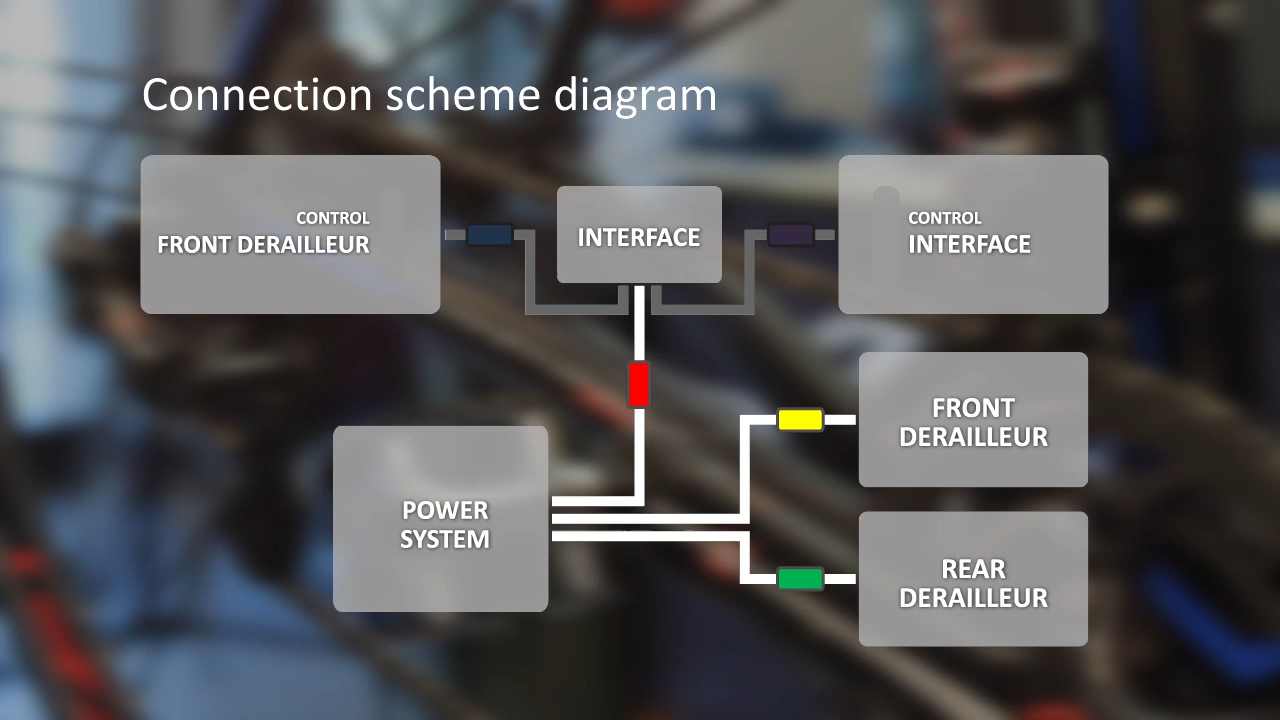 Connection scheme diagram
CONTROL
FRONT DERAILLEUR
INTERFACE
CONTROL
INTERFACE
FRONT
DERAILLEUR
POWER
SYSTEM
REAR
DERAILLEUR